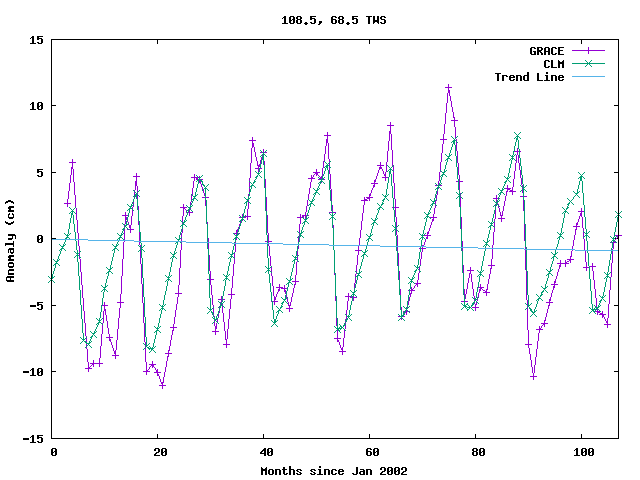 108.5, 68.5 TWS
GRACE
CLM
Trend Line
15
10
5
0
-5
-10
-15
Anomaly (cm)
0 20 40 60 80 100
Months since Jan 2002